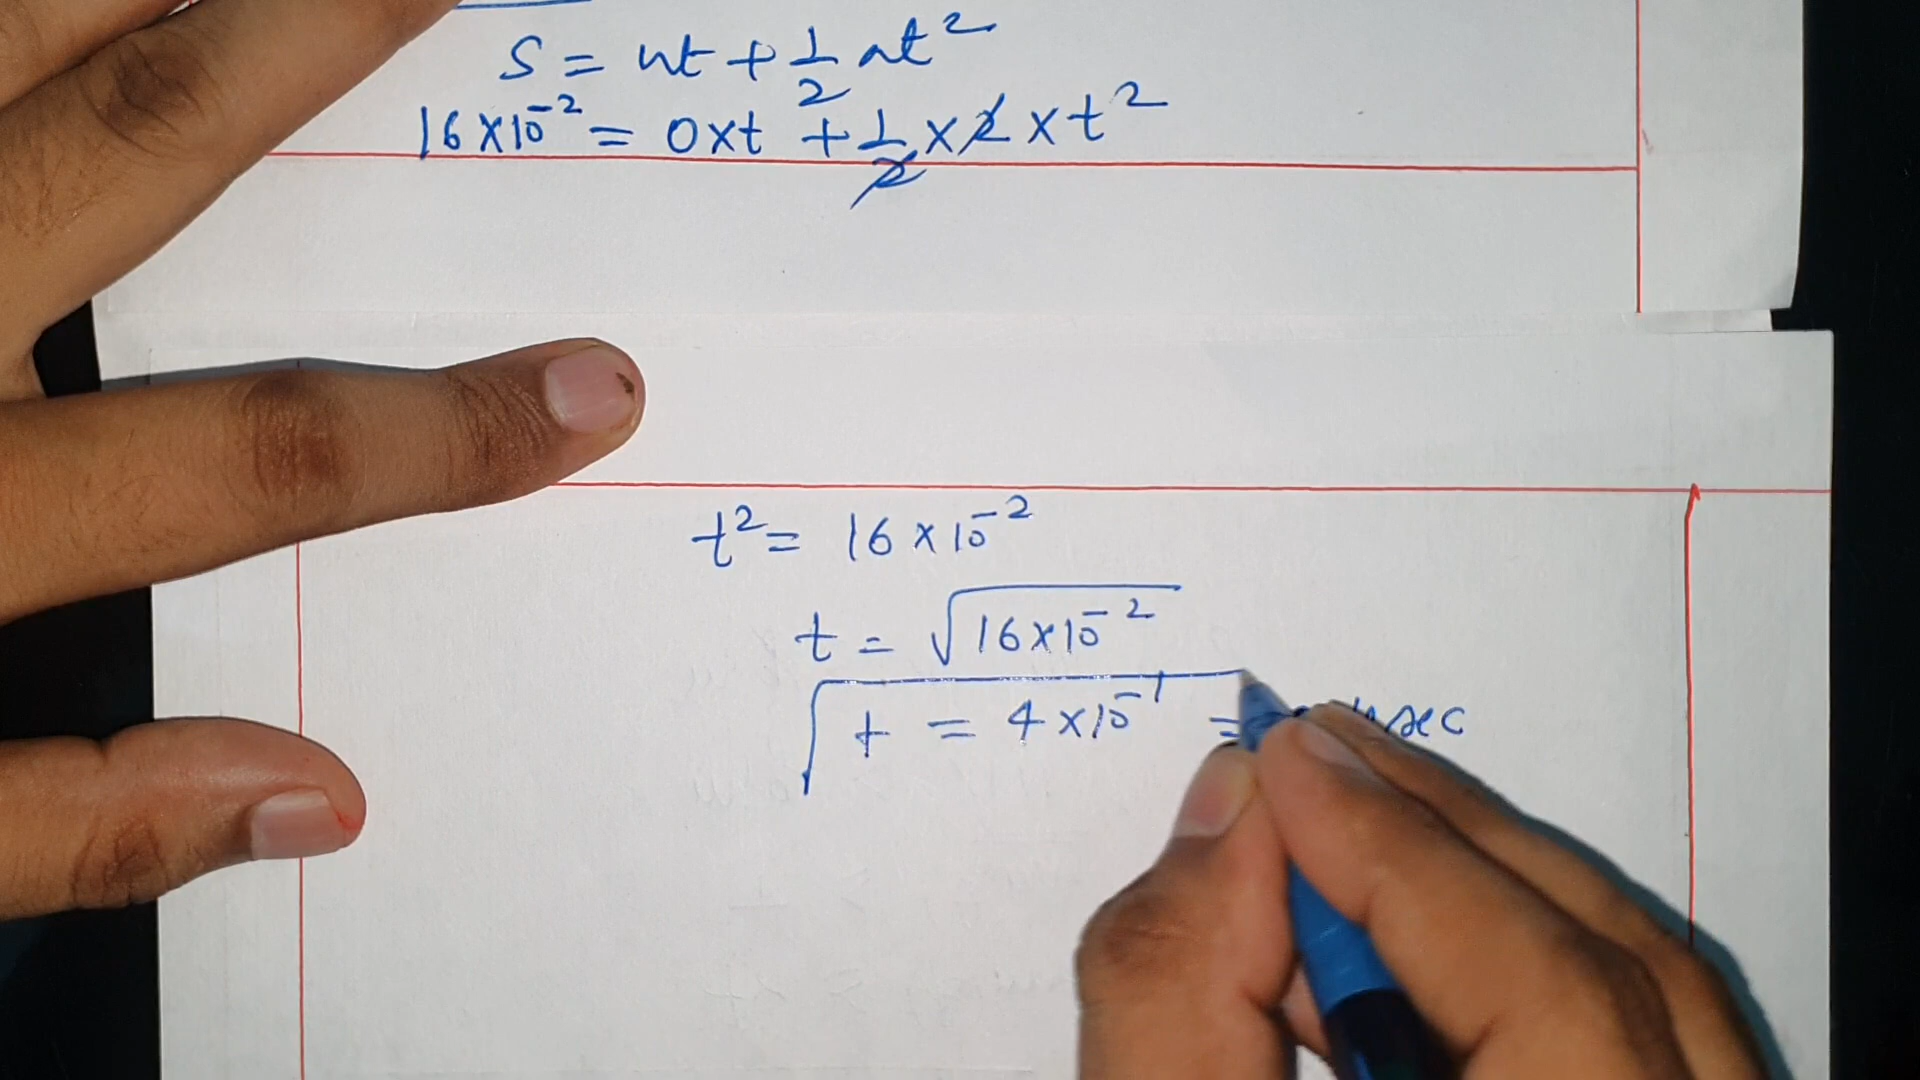 S = ut + 1/2 at²
16×10⁻² = 0×t + 1/2 ×2×t²
t² = 16×10⁻²
t = √16×10⁻²
t = 4×10⁻¹ = sec